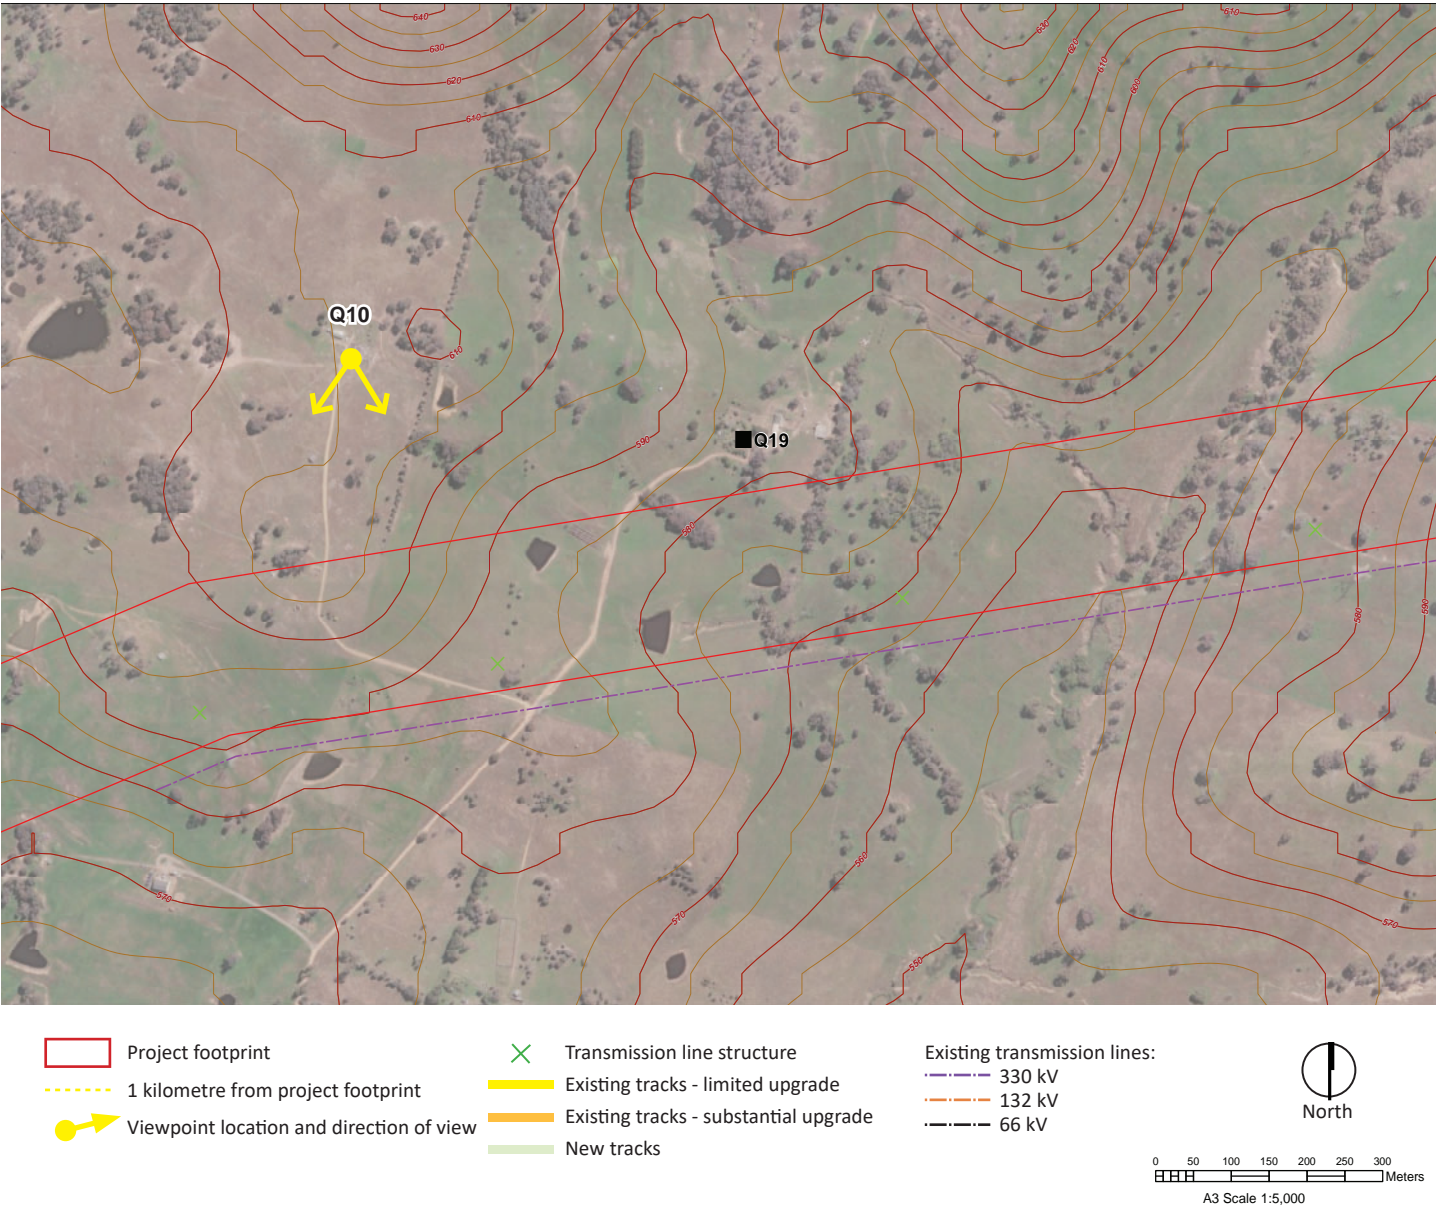 640
630
620
610
630
620
610
600
610
Q10
610
590
Q19
580
580
590
570
560
570
570
550
Project footprint
1 kilometre from project footprint
Viewpoint location and direction of view
Transmission line structure
Existing tracks - limited upgrade
Existing tracks - substantial upgrade
New tracks
Existing transmission lines:
330 kV
132 kV
66 kV
North
0 50 100 150 200 250 300
Meters
A3 Scale 1:5,000